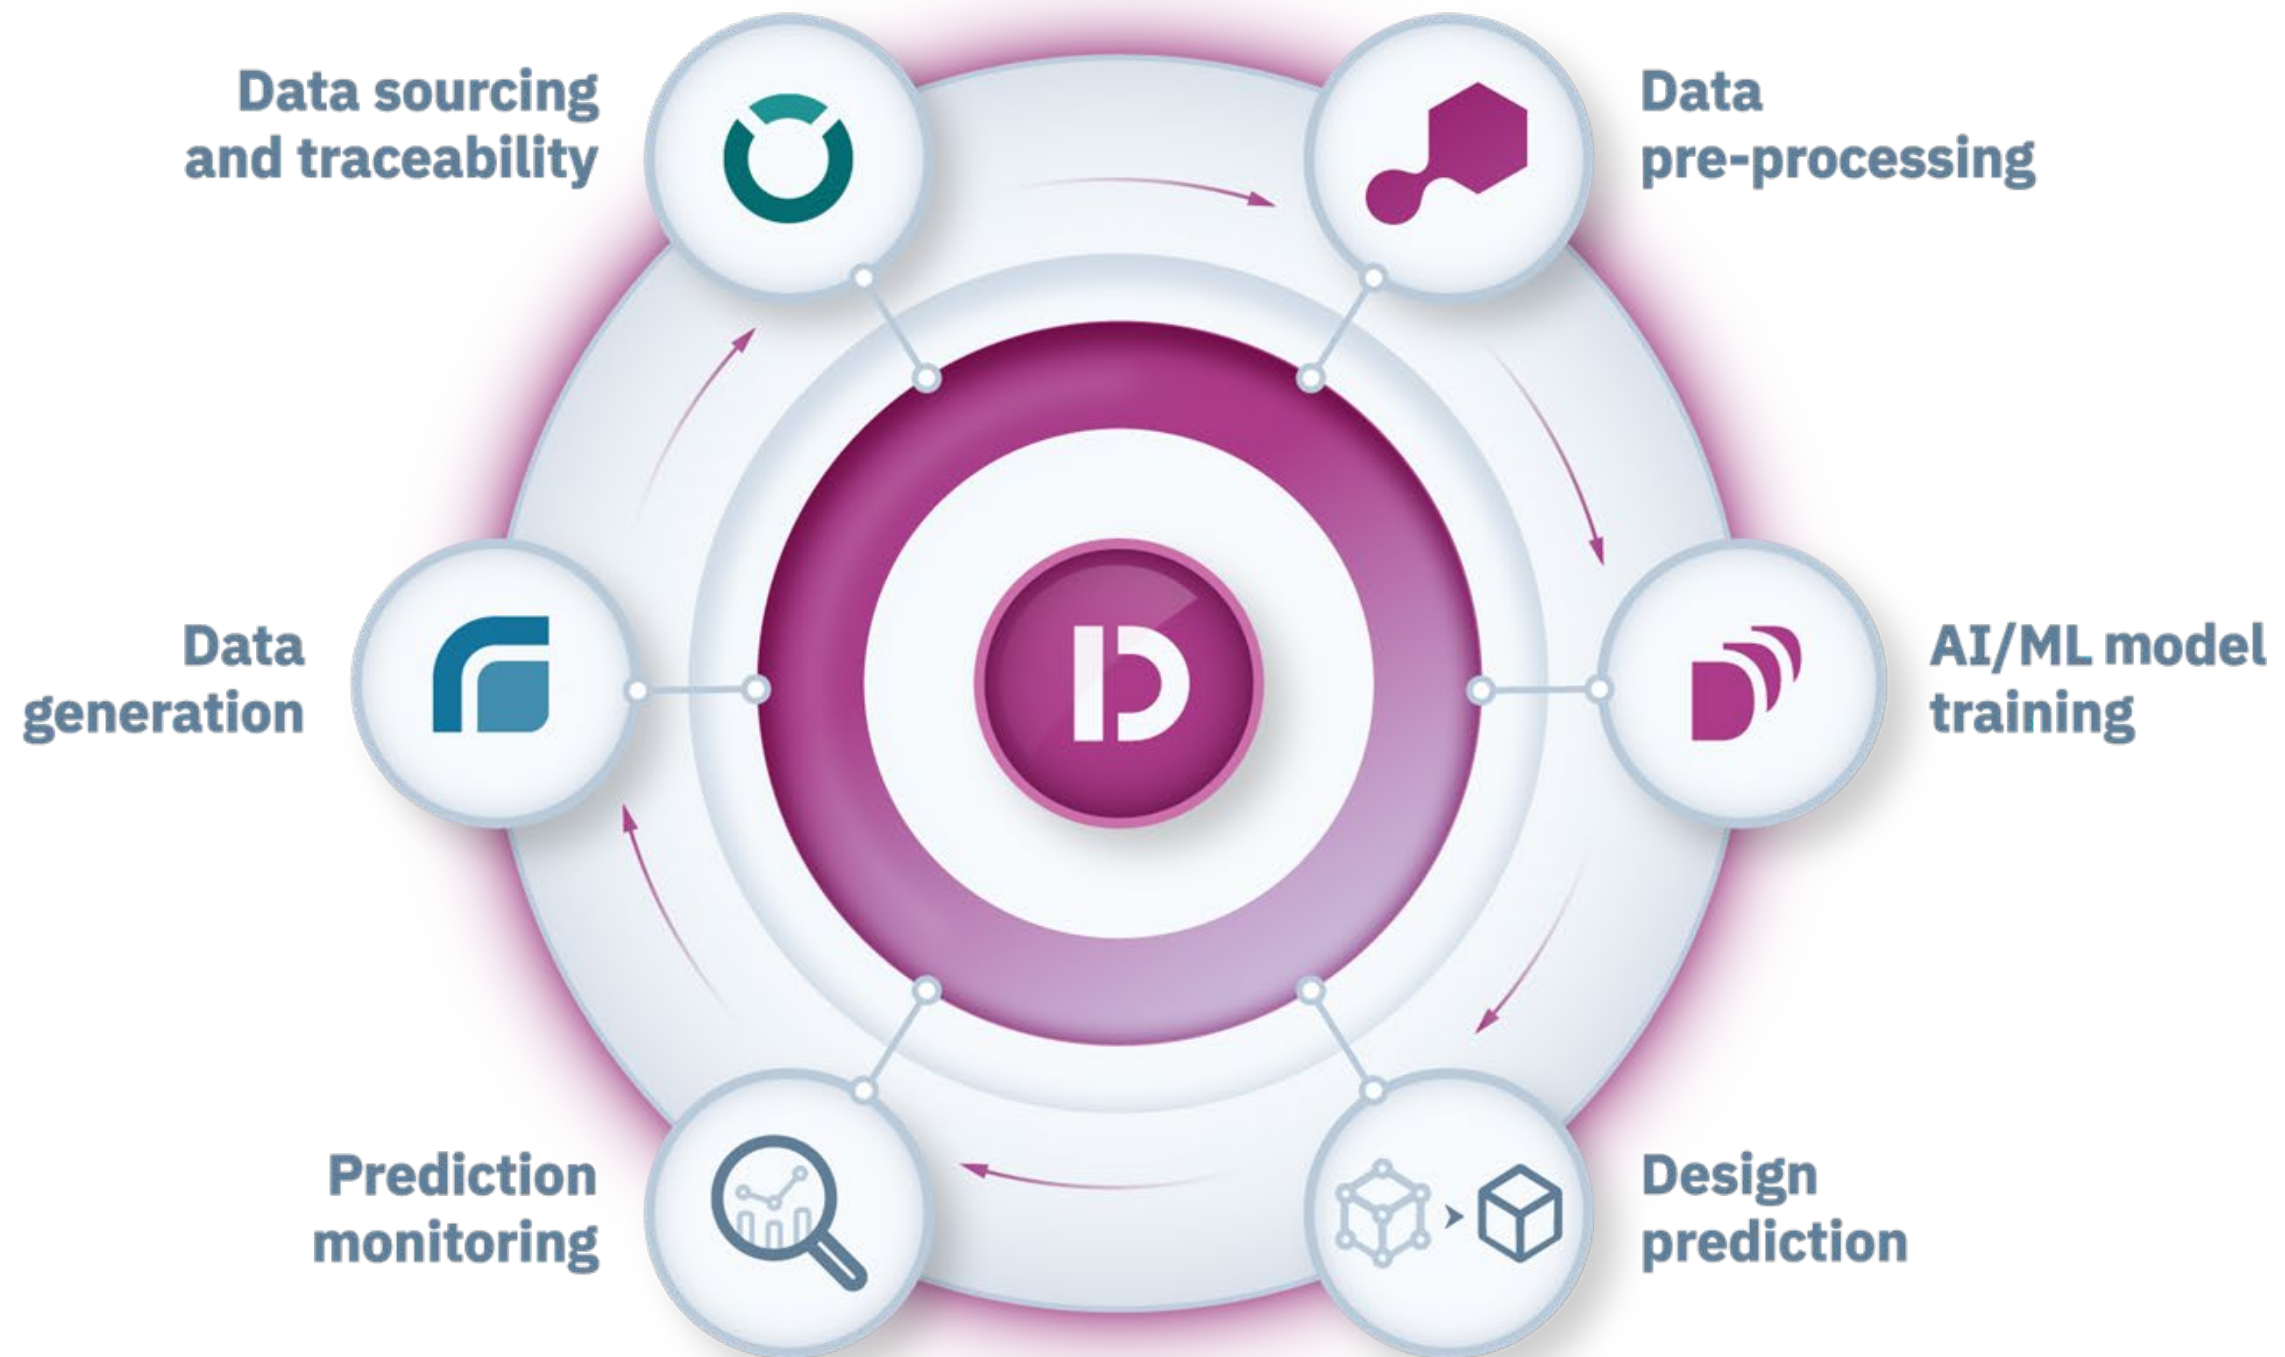 Data sourcing
and traceability
Data
pre-processing
Data
generation
AI/ML model
training
Prediction
monitoring
Design
prediction